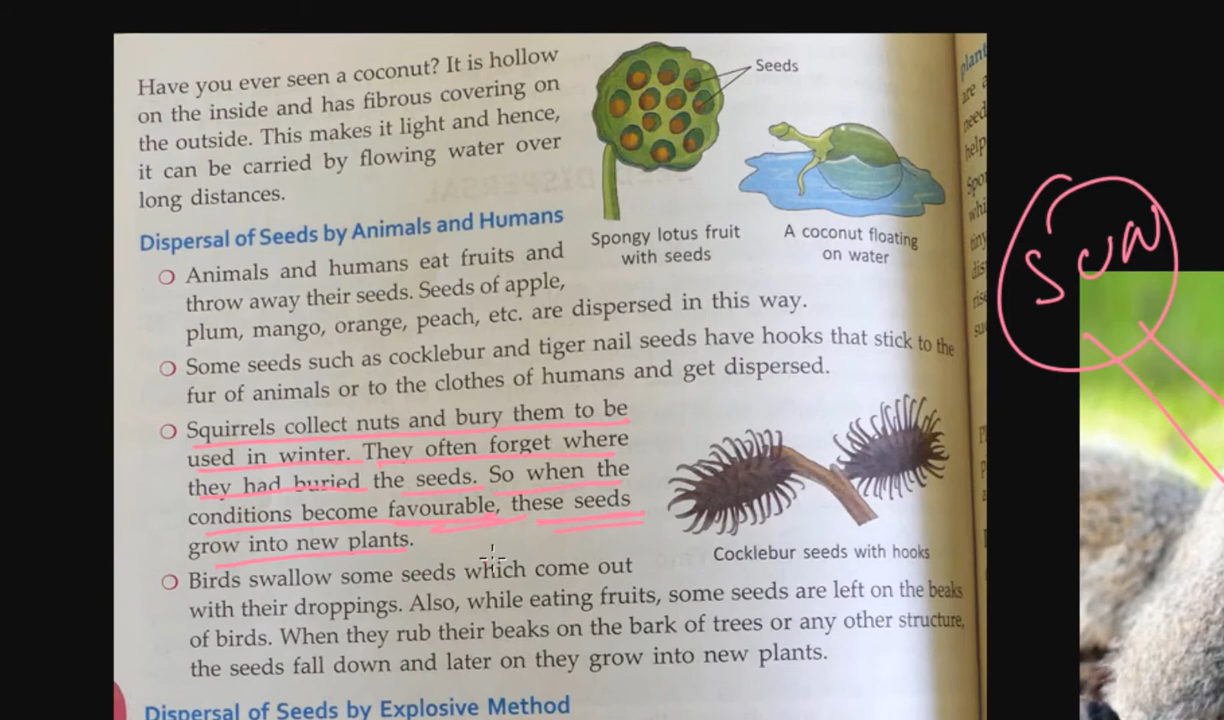 Have you ever seen a coconut? It is hollow
on the inside and has fibrous covering on
the outside. This makes it light and hence,
it can be carried by flowing water over
long distances.
Seeds
Spongy lotus fruit
with seeds
A coconut floating
on water
Dispersal of Seeds by Animals and Humans
○ Animals and humans eat fruits and
throw away their seeds. Seeds of apple,
plum, mango, orange, peach, etc. are dispersed in this way.
○ Some seeds such as cocklebur and tiger nail seeds have hooks that stick to the
fur of animals or to the clothes of humans and get dispersed.
○ Squirrels collect nuts and bury them to be
used in winter. They often forget where
they had buried the seeds. So when the
conditions become favourable, these seeds
grow into new plants.
Cocklebur seeds with hooks
○ Birds swallow some seeds which come out
with their droppings. Also, while eating fruits, some seeds are left on the beaks
of birds. When they rub their beaks on the bark of trees or any other structure,
the seeds fall down and later on they grow into new plants.
Dispersal of Seeds by Explosive Method
plant
are
need
help